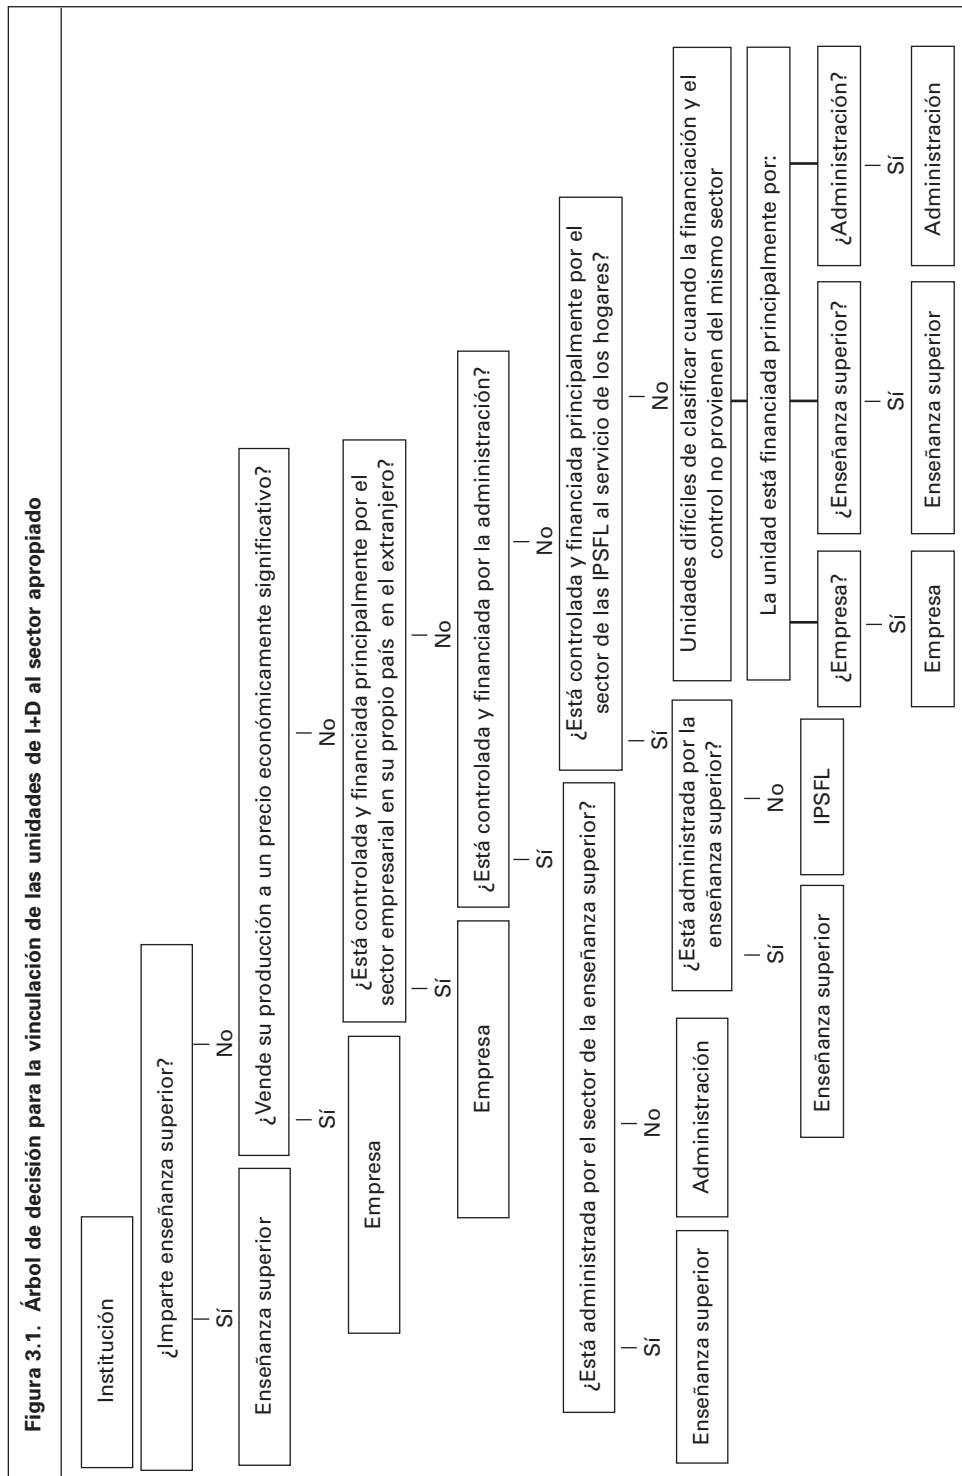 Figura 3.1. Árbol de decisión para la vinculación de las unidades de I+D al sector apropiado
Institución
¿Imparte enseñanza superior?
Sí
No
Enseñanza superior
¿Vende su producción a un precio económicamente significativo?
Sí
No
Empresa
¿Está controlada y financiada principalmente por el
sector empresarial en su propio país en el extranjero?
Sí
No
Empresa
¿Está controlada y financiada por la administración?
Sí
No
¿Está administrada por el sector de la enseñanza superior?
¿Está controlada y financiada principalmente por el
sector de las IPSFL al servicio de los hogares?
Sí
No
Sí
No
Enseñanza superior
Administración
¿Está administrada por la
enseñanza superior?
Unidades difíciles de clasificar cuando la financiación y el
control no provienen del mismo sector
Sí
No
La unidad está financiada principalmente por:
Enseñanza superior
IPSFL
¿Empresa?
¿Enseñanza superior?
¿Administración?
Sí
Sí
Sí
Empresa
Enseñanza superior
Administración